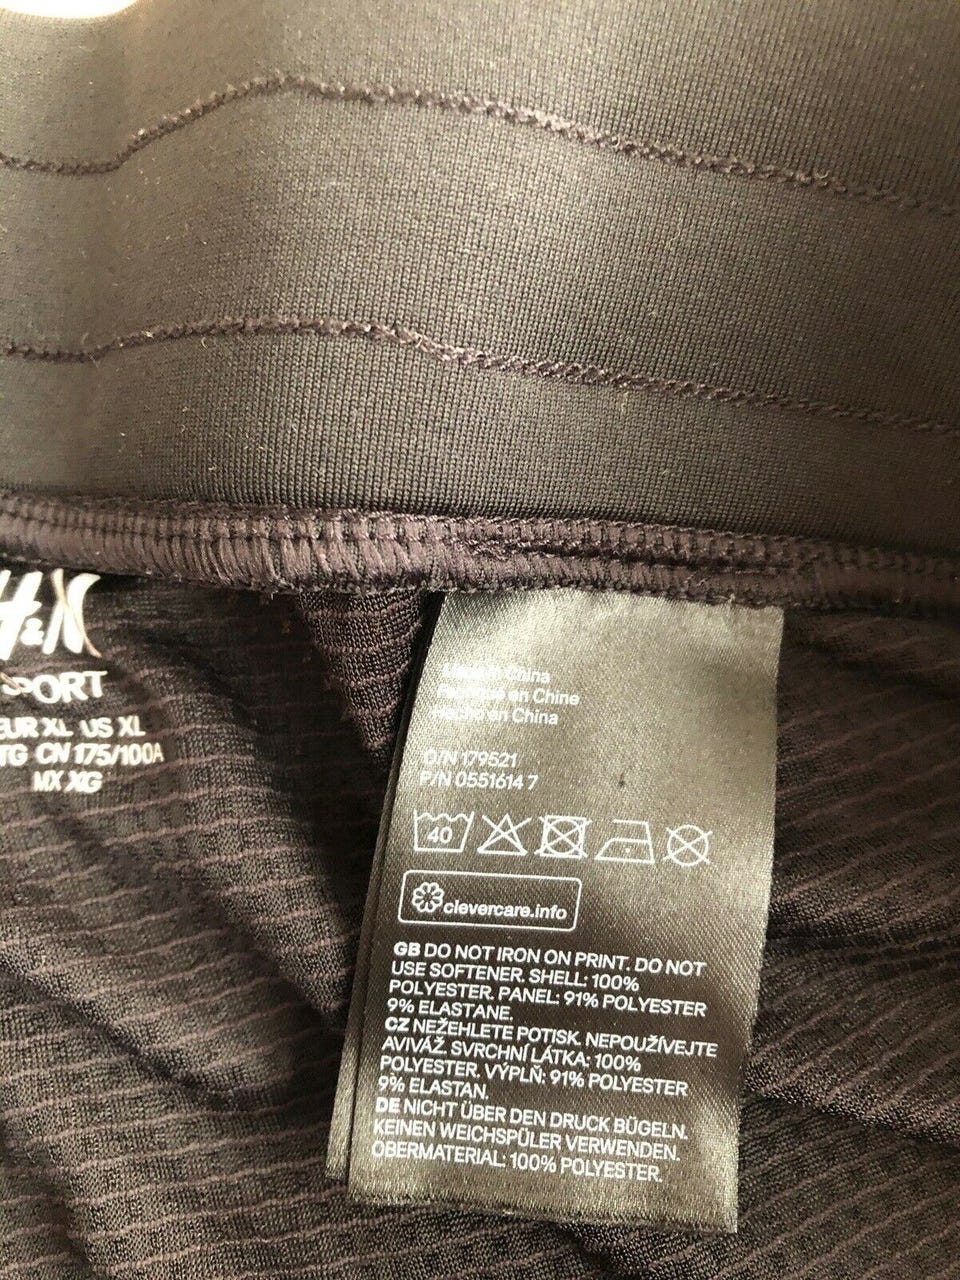 H&M
SPORT
EUR XL US XL
TG CN 175/100A
MX XG
Made in China
Fabriqué en Chine
Hecho en China
O/N 179521
P/N 0551614 7
40
clevercare.info
GB DO NOT IRON ON PRINT. DO NOT
USE SOFTENER. SHELL: 100%
POLYESTER. PANEL: 91% POLYESTER
9% ELASTANE.
CZ NEŽEHLETE POTISK. NEPOUŽÍVEJTE
AVIVÁŽ. SVRCHNÍ LÁTKA: 100%
POLYESTER. VÝPLŇ: 91% POLYESTER
9% ELASTAN.
DE NICHT ÜBER DEN DRUCK BÜGELN.
KEINEN WEICHSPÜLER VERWENDEN.
OBERMATERIAL: 100% POLYESTER.